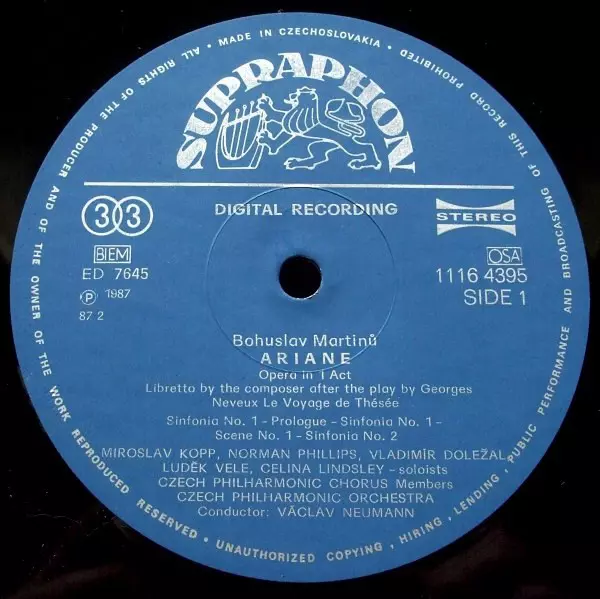 ALL RIGHTS OF THE PRODUCER AND OF THE OWNER OF THE WORK REPRODUCED RESERVED • UNAUTHORIZED COPYING, HIRING, LENDING, PUBLIC PERFORMANCE AND BROADCASTING OF THIS RECORD PROHIBITED • MADE IN CZECHOSLOVAKIA •
SUPRAPHON
33
DIGITAL RECORDING
STEREO
BIEM
OSA
ED 7645
1116 4395
Ⓟ 1987
SIDE 1
87 2
Bohuslav Martinů
ARIANE
Opera in 1 Act
Libretto by the composer after the play by Georges
Neveux Le Voyage de Thésée
Sinfonia No. 1 - Prologue - Sinfonia No. 1 -
Scene No. 1 - Sinfonia No. 2
MIROSLAV KOPP, NORMAN PHILLIPS, VLADIMÍR DOLEŽAL,
LUDĚK VELE, CELINA LINDSLEY - soloists
CZECH PHILHARMONIC CHORUS Members
CZECH PHILHARMONIC ORCHESTRA
Conductor: VÁCLAV NEUMANN